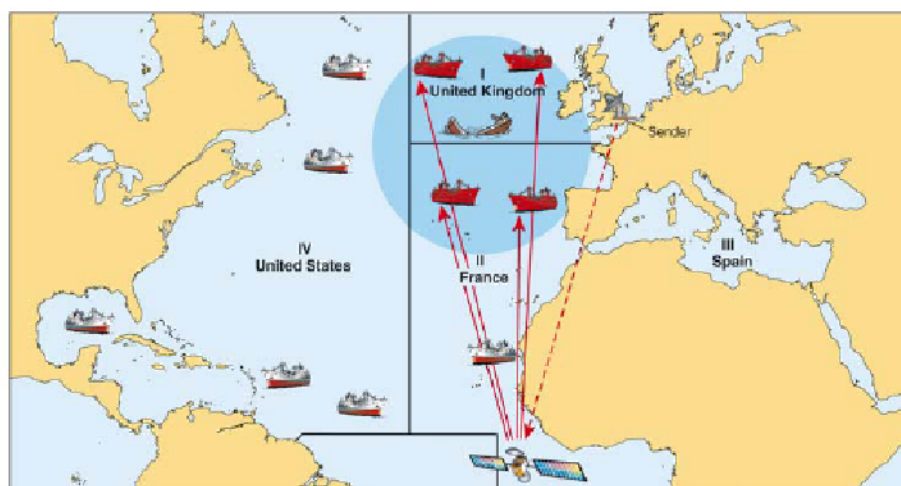 I
United Kingdom
Sender
II
France
III
Spain
IV
United States